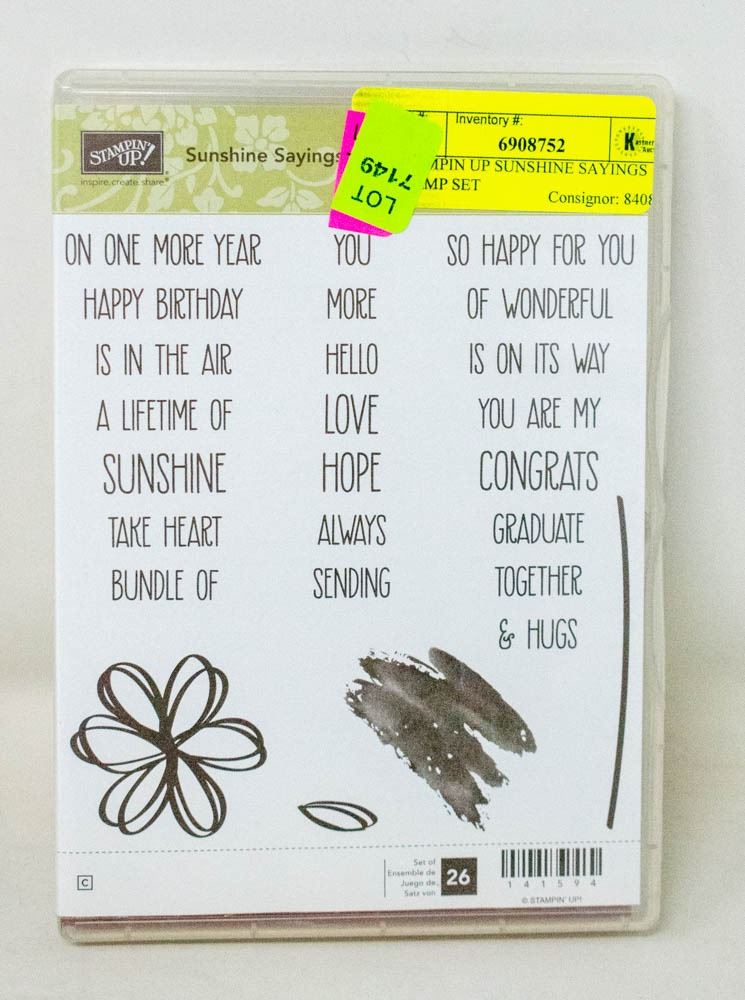 STAMPIN'
UP!
inspire.create.share.®
Sunshine Sayings
LOT
7149
Inventory #:
6908752
Kastner
MPIN UP SUNSHINE SAYINGS
MP SET
Consignor: 8408
ON ONE MORE YEAR YOU SO HAPPY FOR YOU
HAPPY BIRTHDAY MORE OF WONDERFUL
IS IN THE AIR HELLO IS ON ITS WAY
A LIFETIME OF LOVE YOU ARE MY
SUNSHINE HOPE CONGRATS
TAKE HEART ALWAYS GRADUATE
BUNDLE OF SENDING TOGETHER
& HUGS
C
Set of
Ensemble de
Juego de
Satz von
26
141594
© STAMPIN' UP!